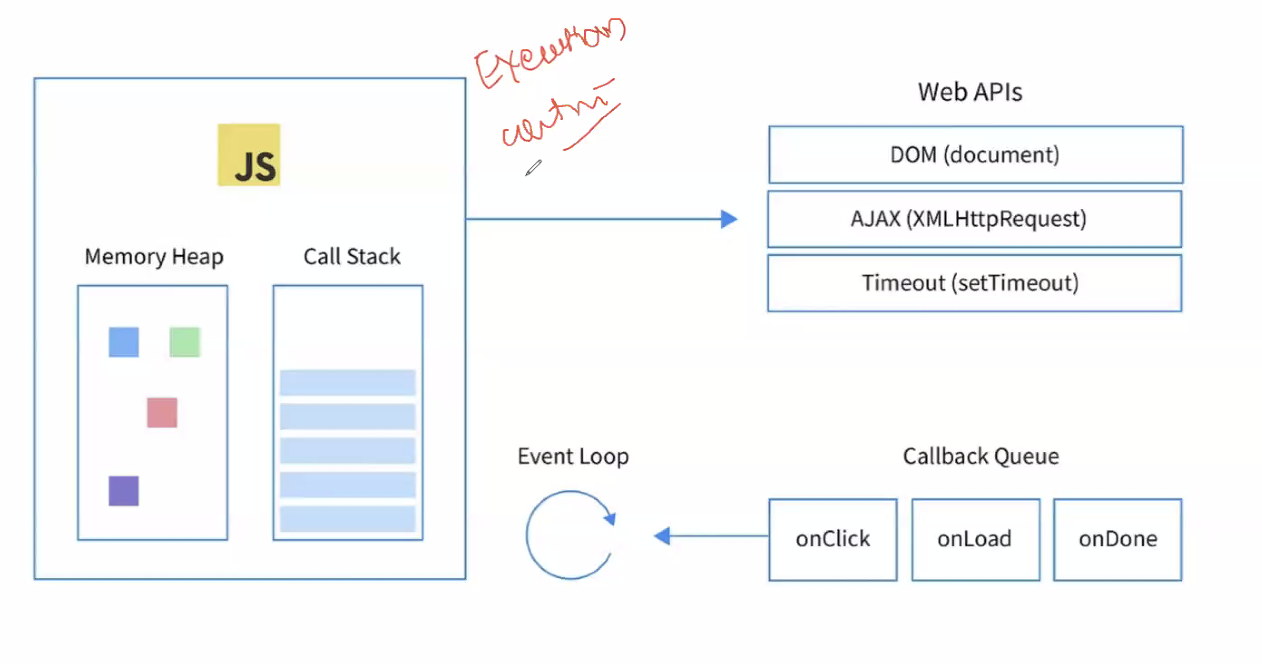 Execution
JS
Web APIs
DOM (document)
AJAX (XMLHttpRequest)
Timeout (setTimeout)
Memory Heap
Call Stack
Event Loop
Callback Queue
onClick
onLoad
onDone